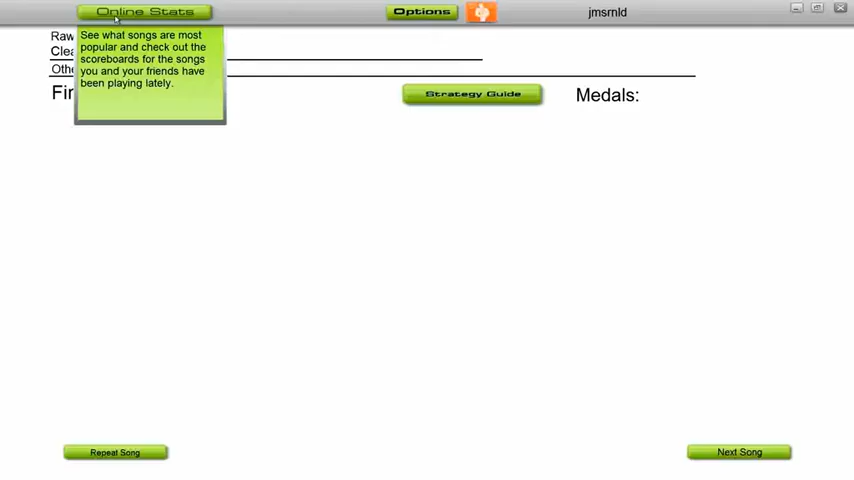 Online Stats
Options
jmsrnld
See what songs are most
popular and check out the
scoreboards for the songs
you and your friends have
been playing lately.
Raw
Clea
Othe
Fin
Strategy Guide
Medals:
Repeat Song
Next Song